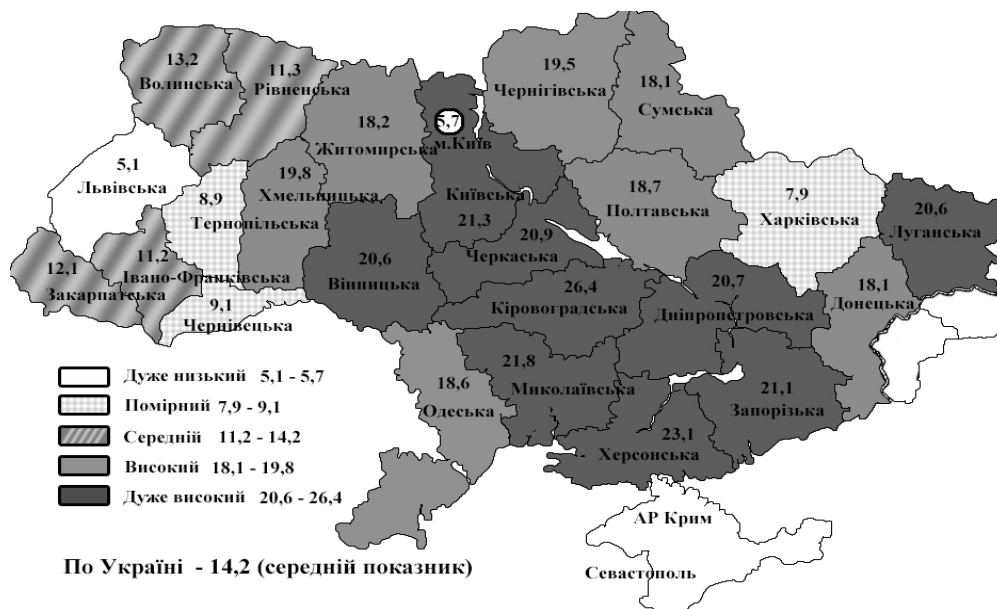 13,2
Волинська
11,3
Рівненська
18,2
Житомирська
5,7
м.Київ
19,5
Чернігівська
18,1
Сумська
5,1
Львівська
8,9
Тернопільська
19,8
Хмельницька
Київська
21,3
18,7
Полтавська
7,9
Харківська
20,6
Луганська
12,1
Закарпатська
11,2
Івано-Франківська
9,1
Чернівецька
20,6
Вінницька
20,9
Черкаська
26,4
Кіровоградська
20,7
Дніпропетровська
18,1
Донецька
18,6
Одеська
21,8
Миколаївська
23,1
Херсонська
21,1
Запорізька
АР Крим
Севастополь
Дуже низький 5,1 - 5,7
Помірний 7,9 - 9,1
Середній 11,2 - 14,2
Високий 18,1 - 19,8
Дуже високий 20,6 - 26,4
По Україні - 14,2 (середній показник)